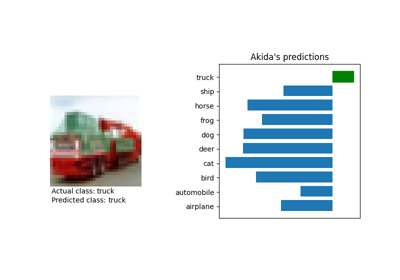 Akida's predictions
truck
ship
horse
frog
dog
deer
cat
bird
automobile
airplane
Actual class: truck
Predicted class: truck